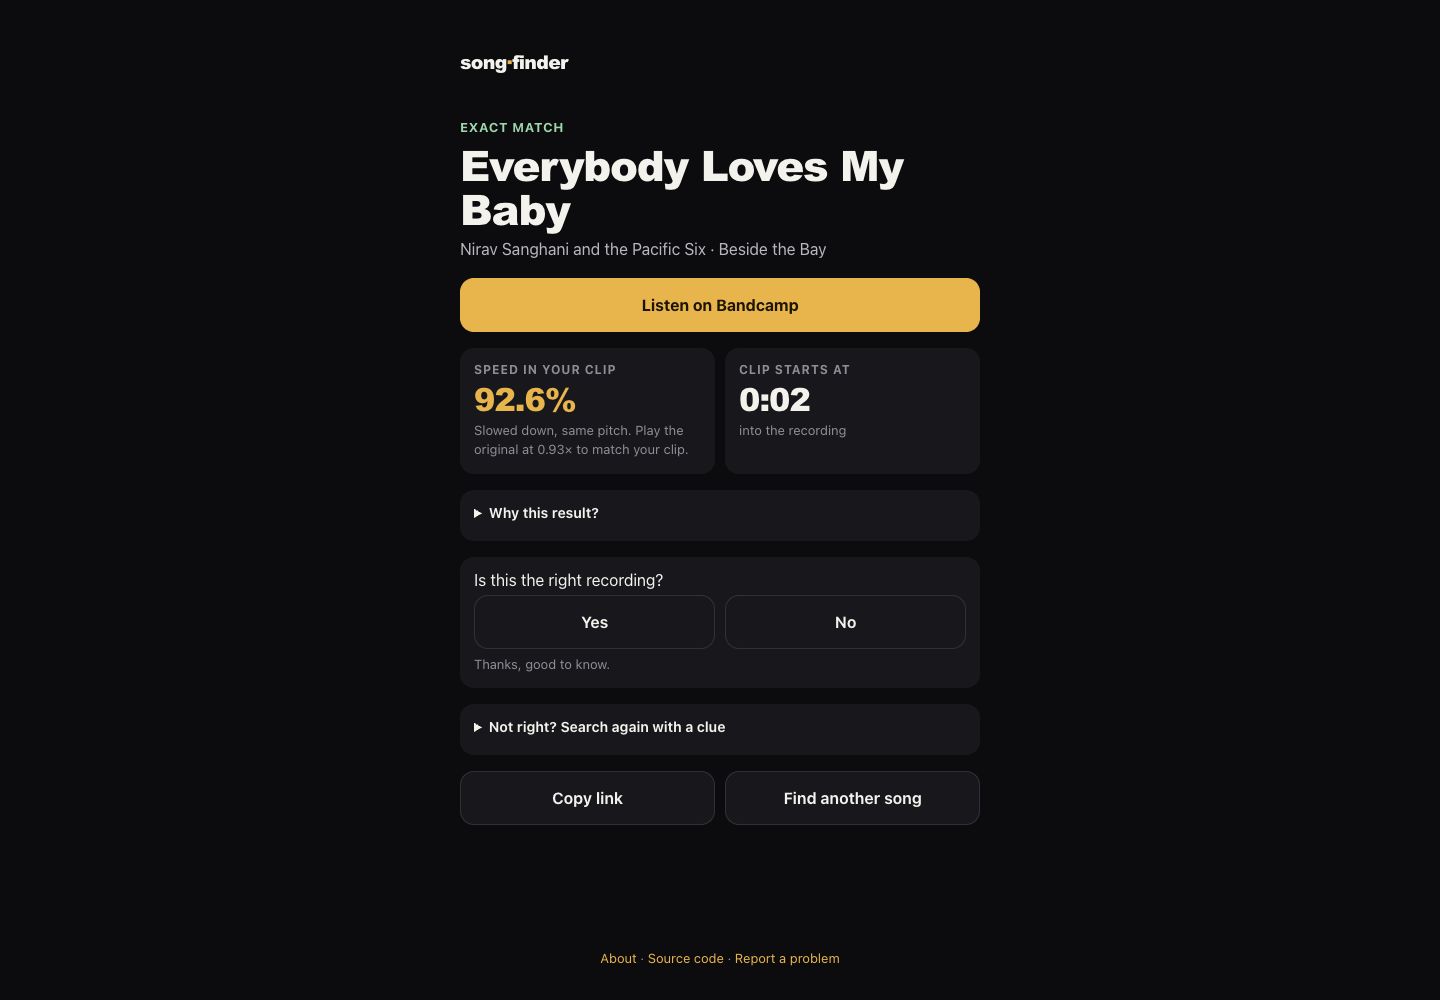 song·finder
EXACT MATCH
Everybody Loves My
Baby
Nirav Sanghani and the Pacific Six · Beside the Bay
Listen on Bandcamp
SPEED IN YOUR CLIP
92.6%
Slowed down, same pitch. Play the
original at 0.93× to match your clip.
CLIP STARTS AT
0:02
into the recording
Why this result?
Is this the right recording?
Yes
No
Thanks, good to know.
Not right? Search again with a clue
Copy link
Find another song
About · Source code · Report a problem